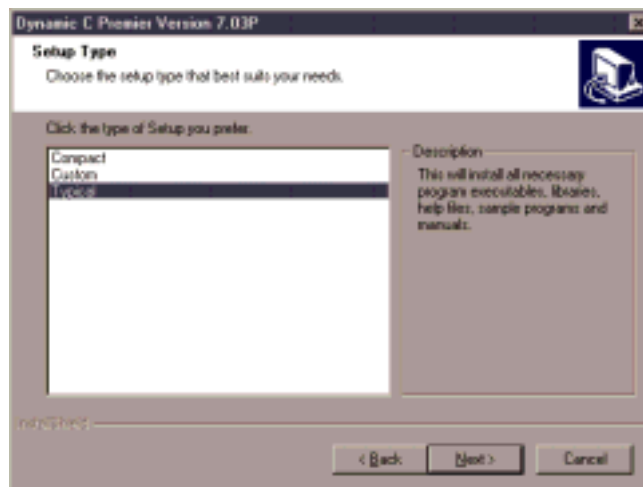 Dynamic C Premier Version 7.03P
Setup Type
Choose the setup type that best suits your needs.
Click the type of Setup you prefer.
Compact
Custom
Typical
Description
This will install all necessary
program executables, libraries,
help files, sample programs and
manuals.
InstallShield
< Back
Next >
Cancel